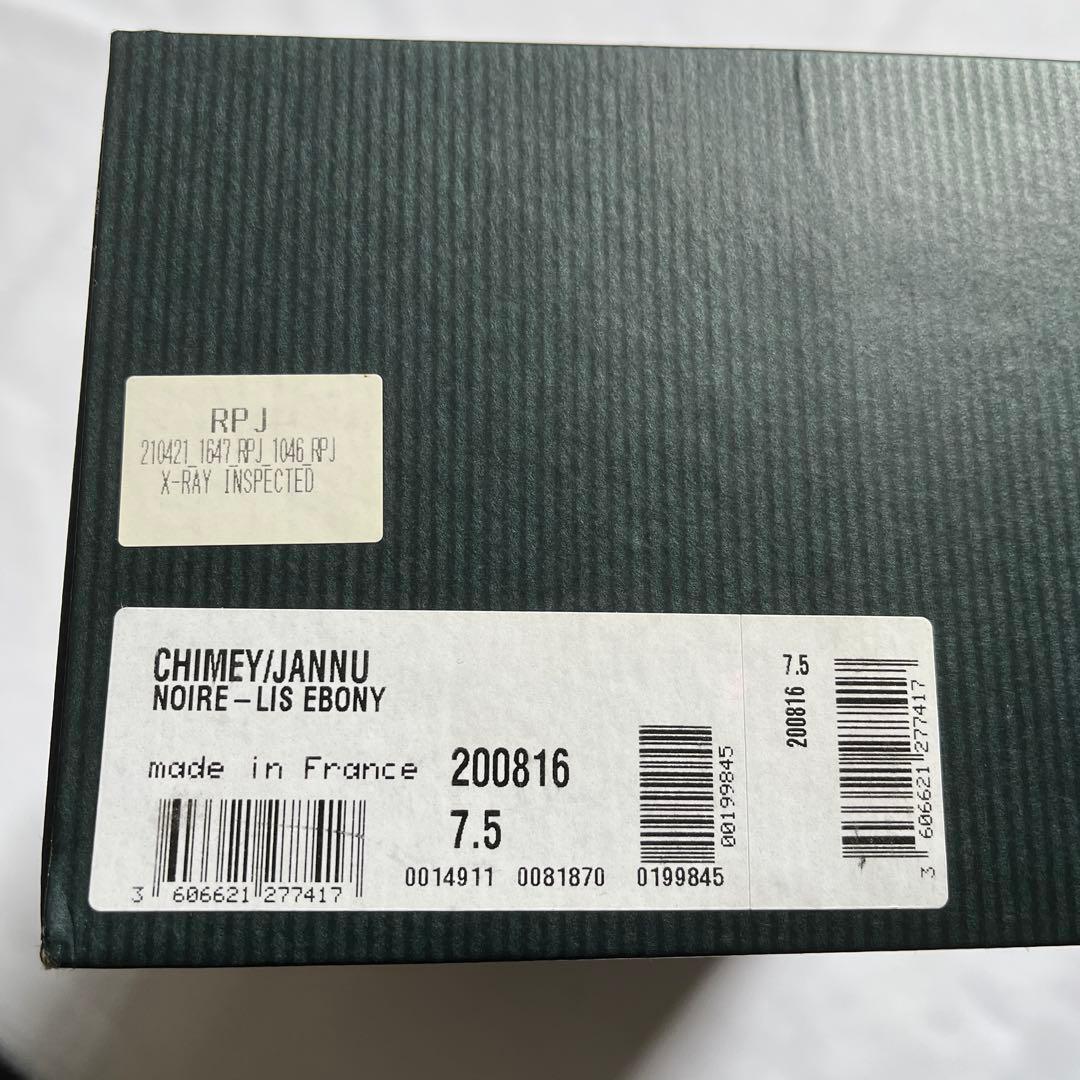 RPJ
210421_1647_RPJ_1046_RPJ
X-RAY INSPECTED
CHIMEY/JANNU
NOIRE-LIS EBONY
made in France 200816
7.5
3 606621 277417
0014911 0081870 0199845
00199845
7.5
200816
3 606621 277417